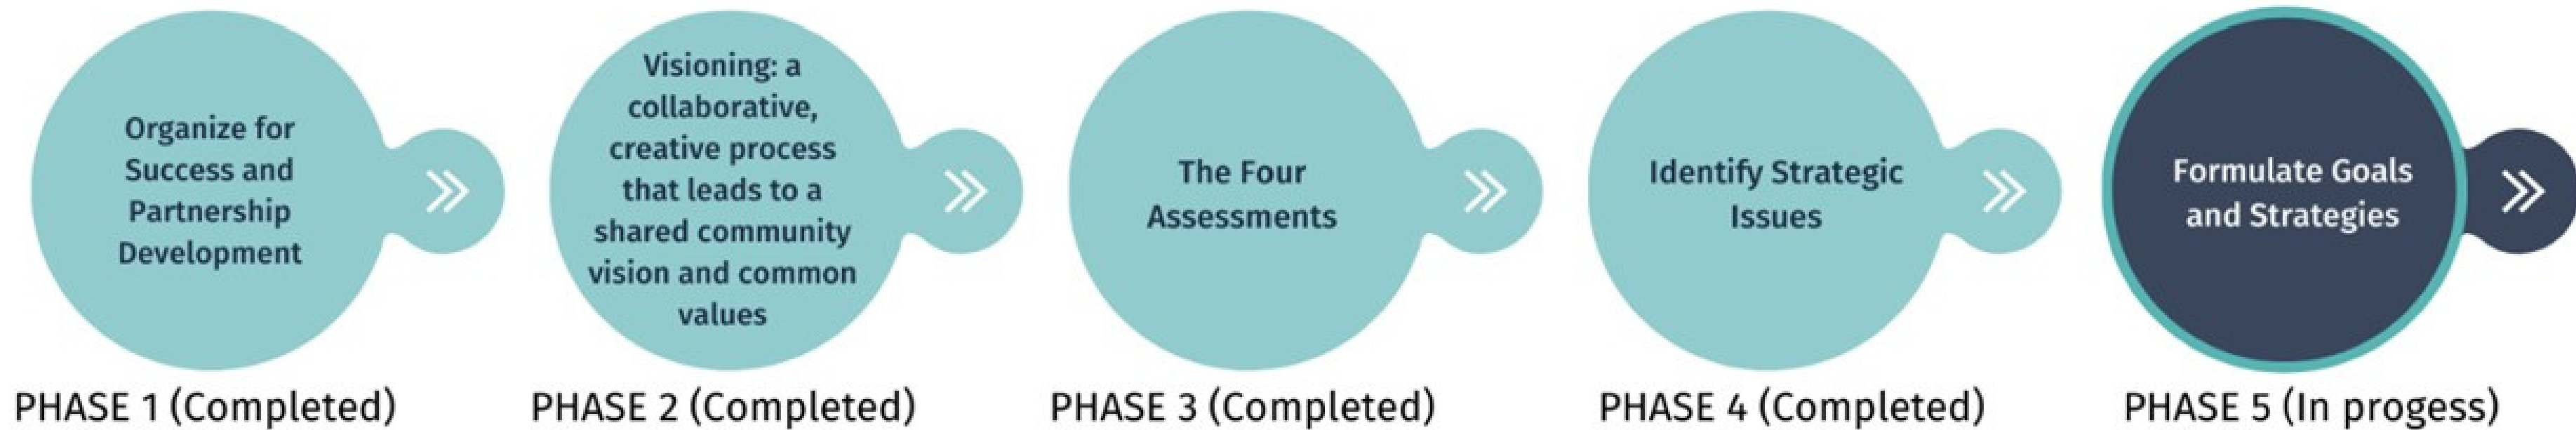 Organize for
Success and
Partnership
Development
PHASE 1 (Completed)
Visioning: a
collaborative,
creative process
that leads to a
shared community
vision and common
values
PHASE 2 (Completed)
The Four
Assessments
PHASE 3 (Completed)
Identify Strategic
Issues
PHASE 4 (Completed)
Formulate Goals
and Strategies
PHASE 5 (In progess)